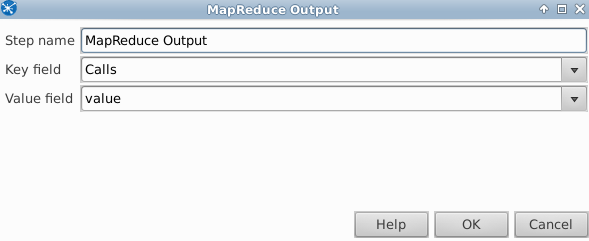 MapReduce Output
Step name MapReduce Output
Key field Calls
Value field value
Help OK Cancel